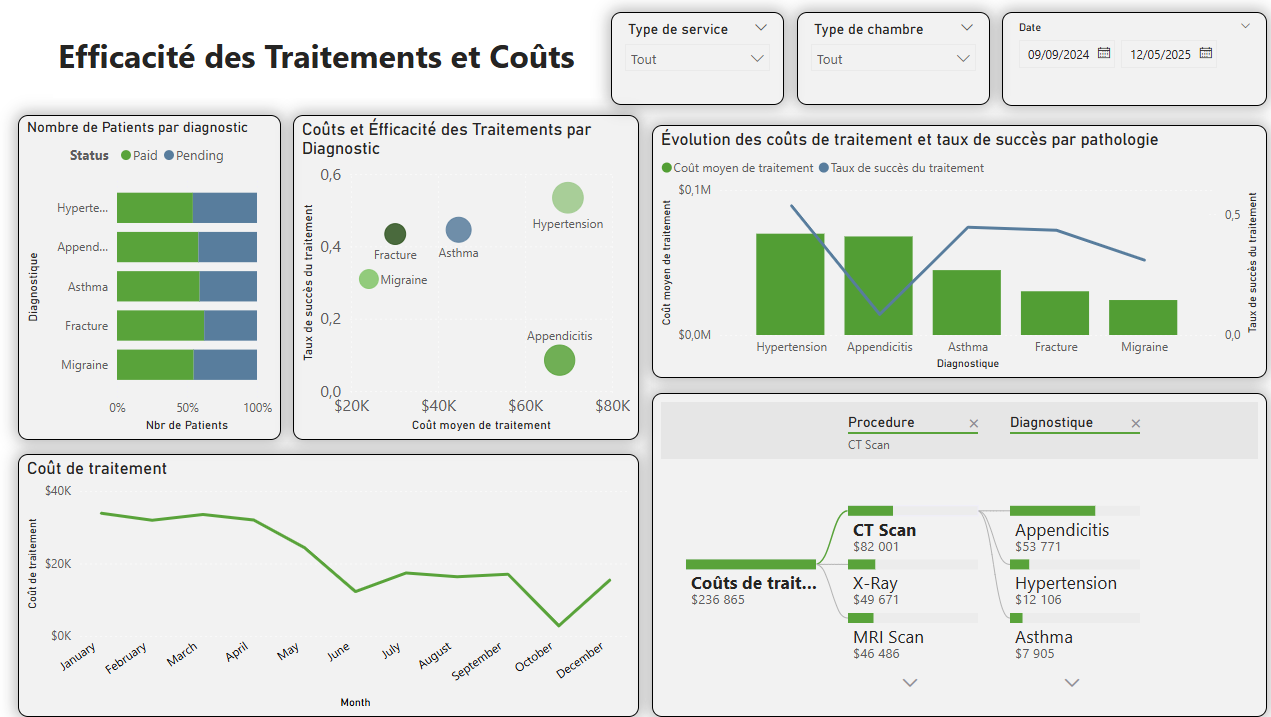 Efficacité des Traitements et Coûts
Type de service
Tout
Type de chambre
Tout
Date
09/09/2024
12/05/2025
Nombre de Patients par diagnostic
Status Paid Pending
Diagnostique
Hyperte...
Append...
Asthma
Fracture
Migraine
0% 50% 100%
Nbr de Patients
Coûts et Éfficacité des Traitements par
Diagnostic
Taux de succès du traitement
0,6
0,4
0,2
0,0
Hypertension
Fracture
Asthma
Migraine
Appendicitis
$20K $40K $60K $80K
Coût moyen de traitement
Évolution des coûts de traitement et taux de succès par pathologie
Coût moyen de traitement Taux de succès du traitement
Coût moyen de traitement
$0,1M
$0,0M
0,5
0,0
Taux de succès du traitement
Hypertension Appendicitis Asthma Fracture Migraine
Diagnostique
Coût de traitement
Coût de traitement
$40K
$20K
$0K
January February March April May June July August September October December
Month
Procedure
CT Scan
Diagnostique
Coûts de trait...
$236 865
CT Scan
$82 001
X-Ray
$49 671
MRI Scan
$46 486
Appendicitis
$53 771
Hypertension
$12 106
Asthma
$7 905